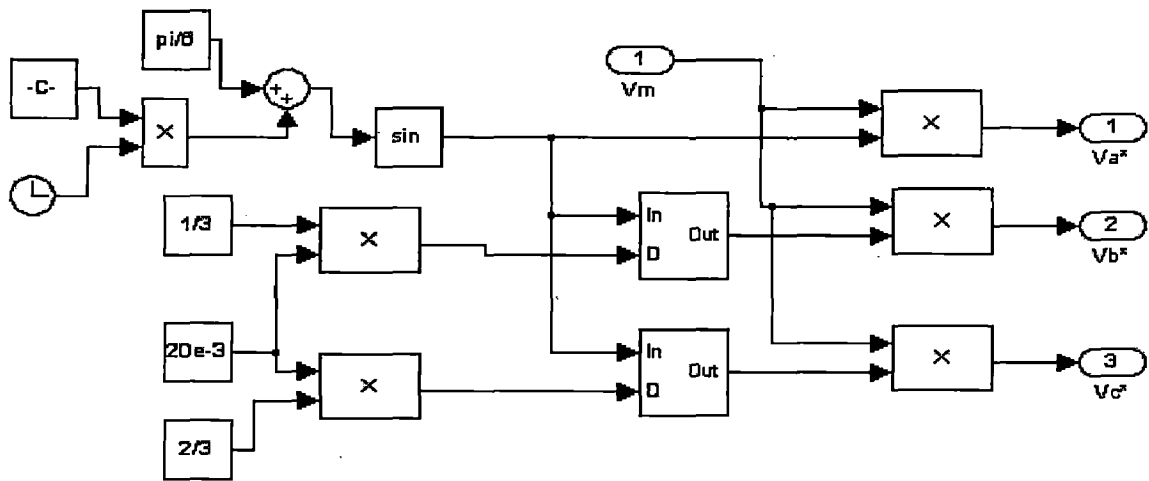 pi/6
-C-
+
+
×
sin
1
Vm
×
1
Va*
1/3
×
In
D
Out
×
2
Vb*
20e-3
×
In
D
Out
×
3
Vc*
2/3